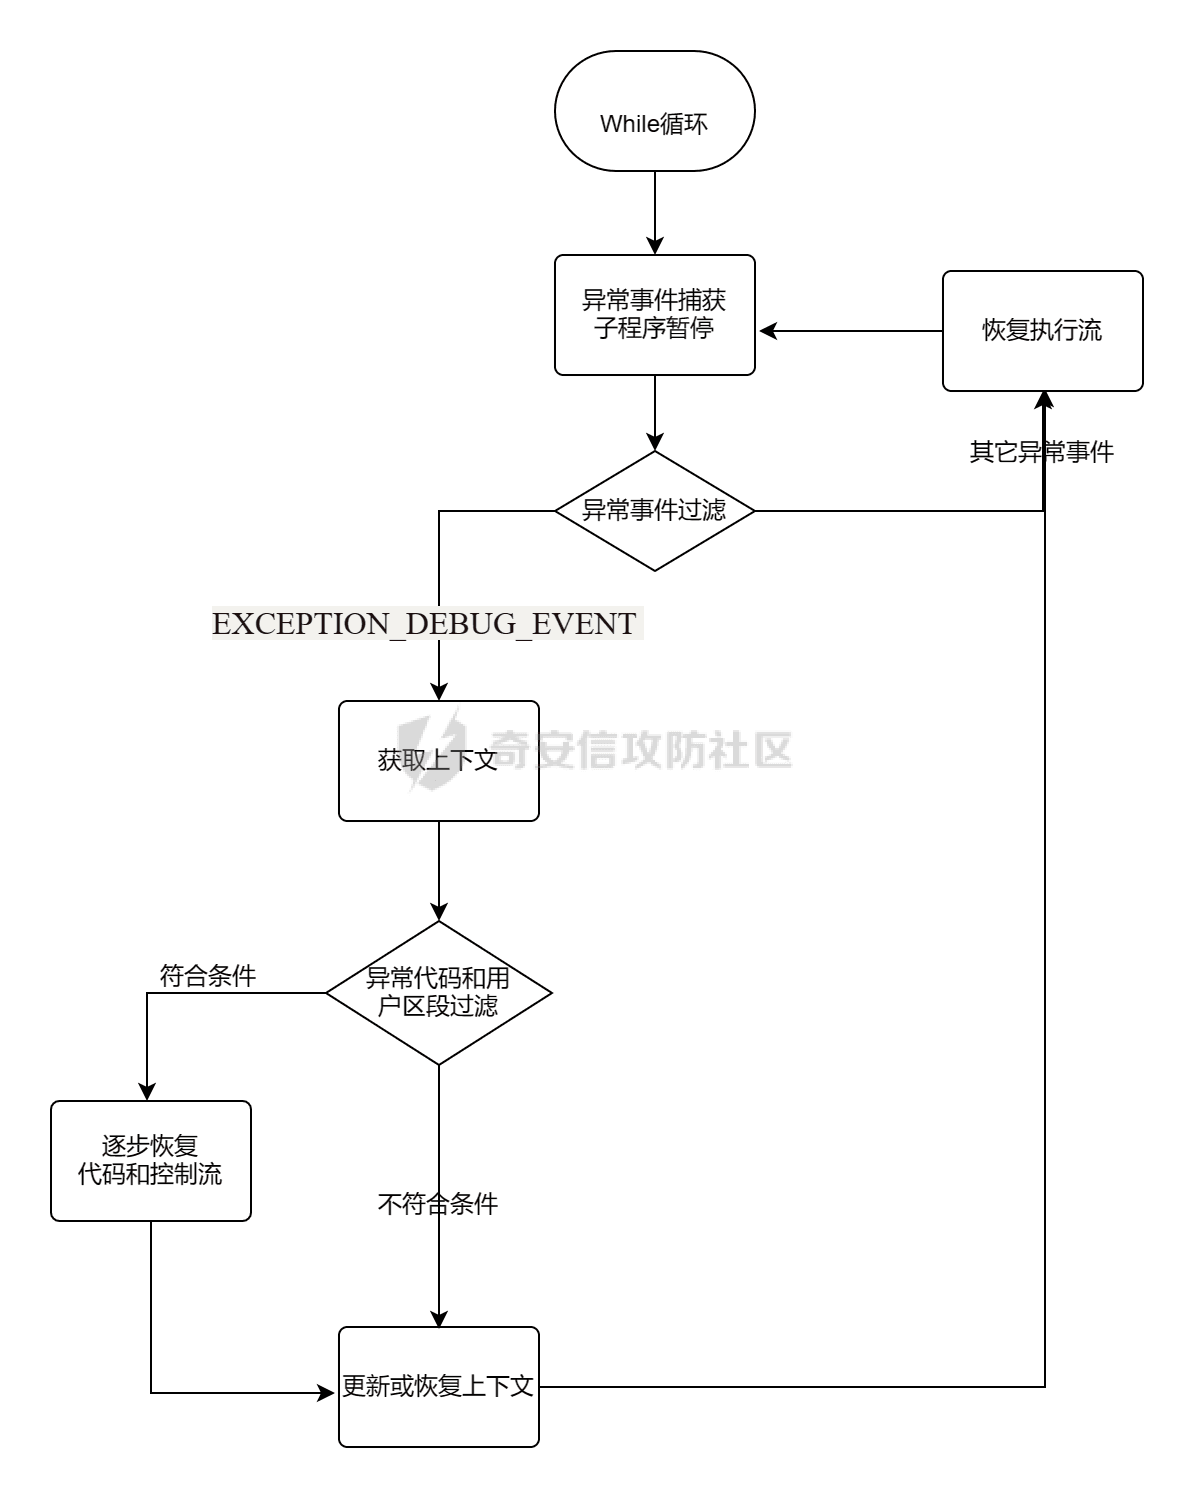 While循环
异常事件捕获
子程序暂停
恢复执行流
其它异常事件
异常事件过滤
EXCEPTION_DEBUG_EVENT
获取上下文
奇安信攻防社区
符合条件
异常代码和用
户区段过滤
逐步恢复
代码和控制流
不符合条件
更新或恢复上下文